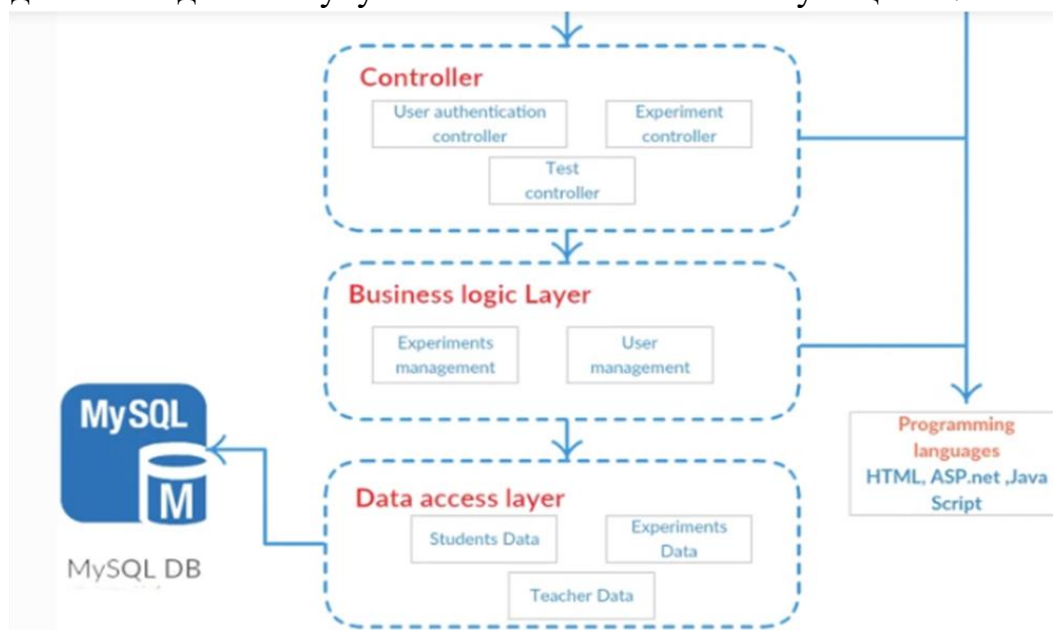 Controller
User authentication
controller
Experiment
controller
Test
controller
Business logic Layer
Experiments
management
User
management
MySQL
M
MySQL DB
Programming
languages
HTML, ASP.net ,Java
Script
Data access layer
Students Data
Experiments
Data
Teacher Data